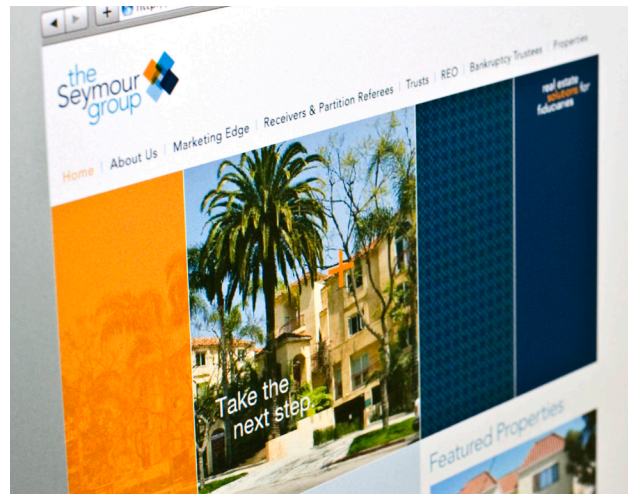 the
Seymour
group
Home | About Us | Marketing Edge | Receivers & Partition Referees | Trusts | REO | Bankruptcy Trustees | Properties
real estate
solutions for
fiduciaries
Take the
next step.
Featured Properties